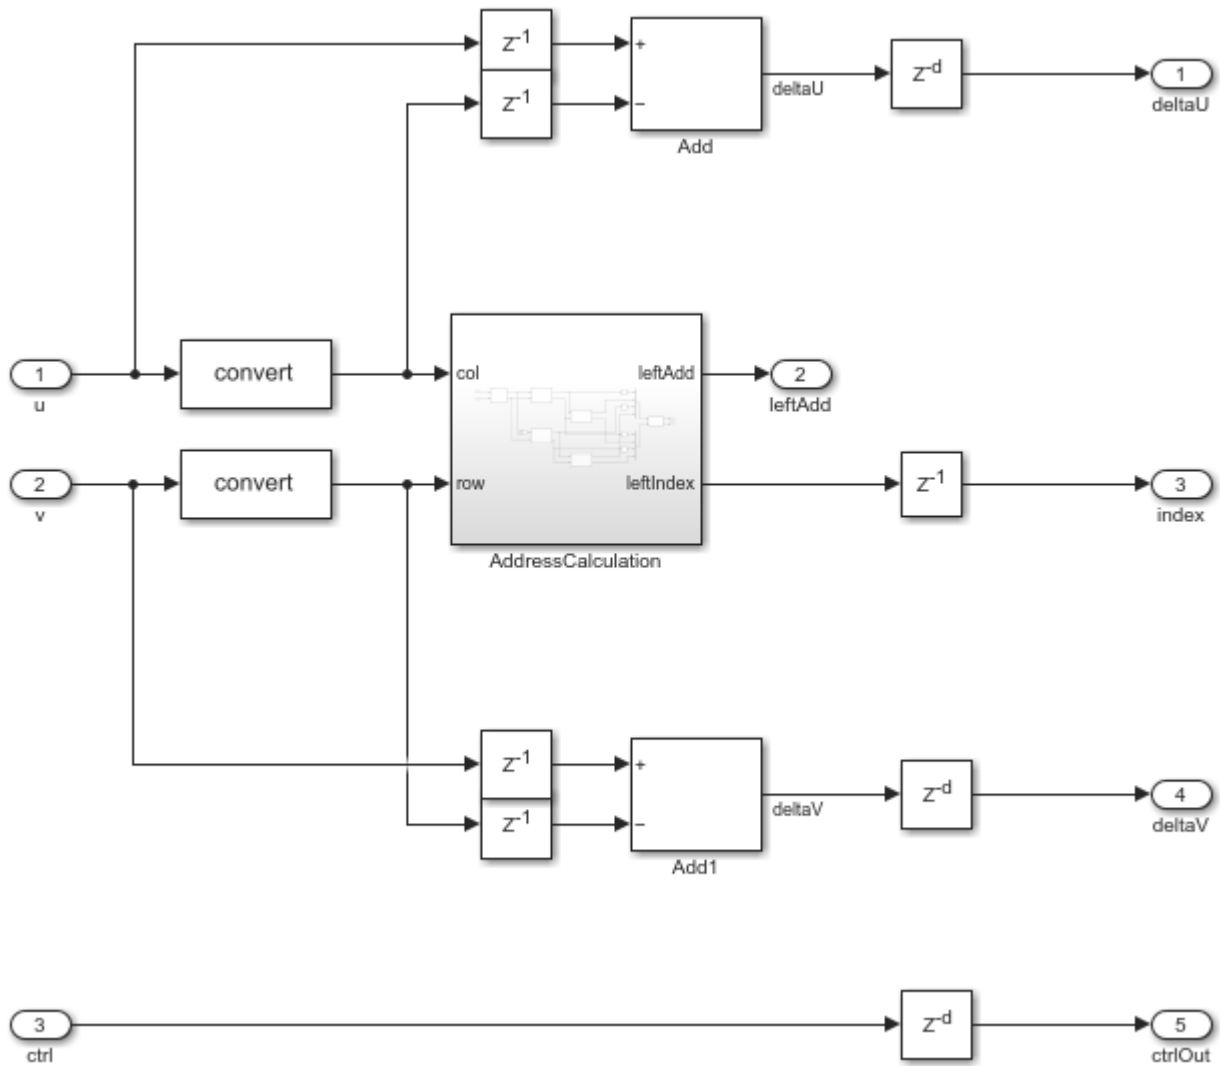 z-1
+
z-1
−
deltaU
Add
z-d
1
deltaU
1
u
convert
col
leftAdd
2
leftAdd
2
v
convert
row
leftIndex
AddressCalculation
z-1
3
index
z-1
+
z-1
−
deltaV
Add1
z-d
4
deltaV
3
ctrl
z-d
5
ctrlOut